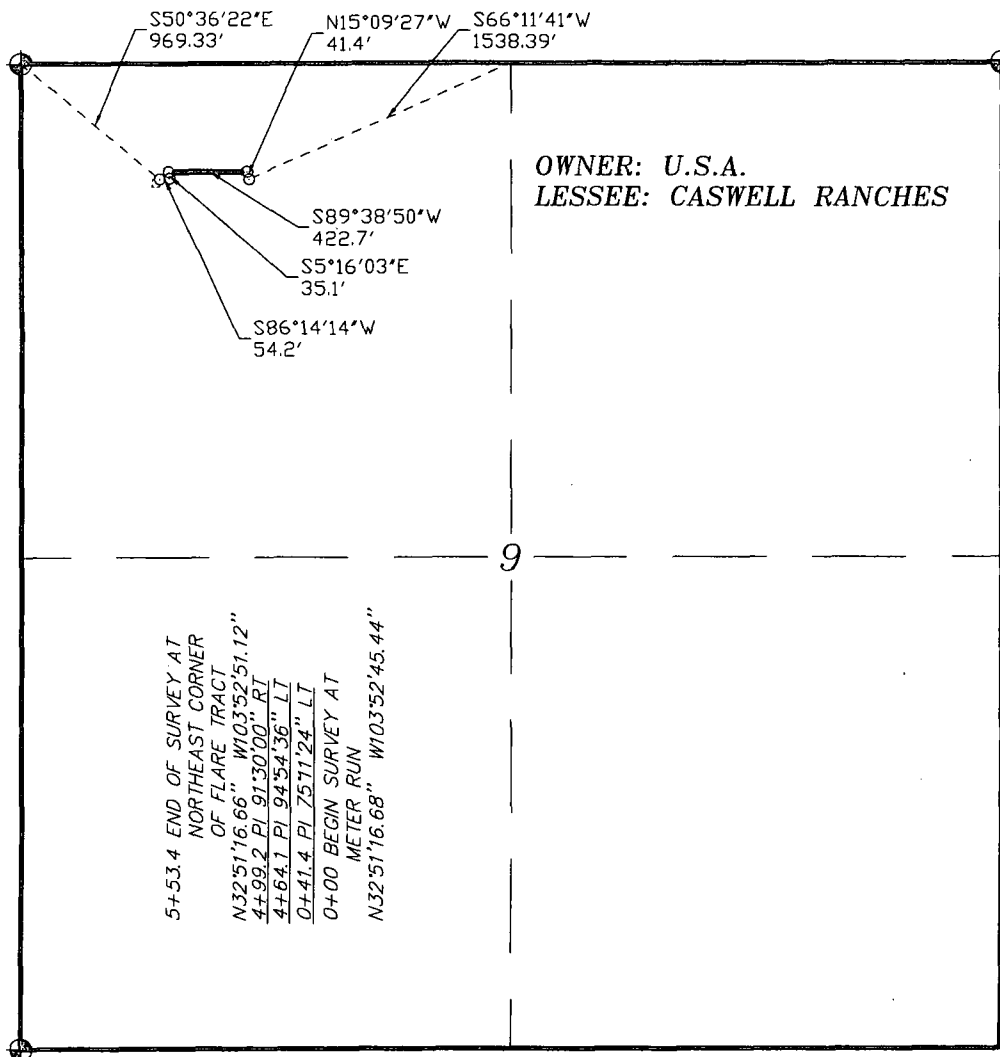 S50°36'22"E
969.33'
N15°09'27"W
41.4'
S66°11'41"W
1538.39'
OWNER: U.S.A.
LESSEE: CASWELL RANCHES
S89°38'50"W
422.7'
S5°16'03"E
35.1'
S86°14'14"W
54.2'
9
5+53.4 END OF SURVEY AT
NORTHEAST CORNER
OF FLARE TRACT
N32°51'16.66" W103°52'51.12"
4+99.2 PI 91°30'00" RT
4+64.1 PI 94°54'36" LT
0+41.4 PI 75°11'24" LT
0+00 BEGIN SURVEY AT
METER RUN
N32°51'16.68" W103°52'45.44"